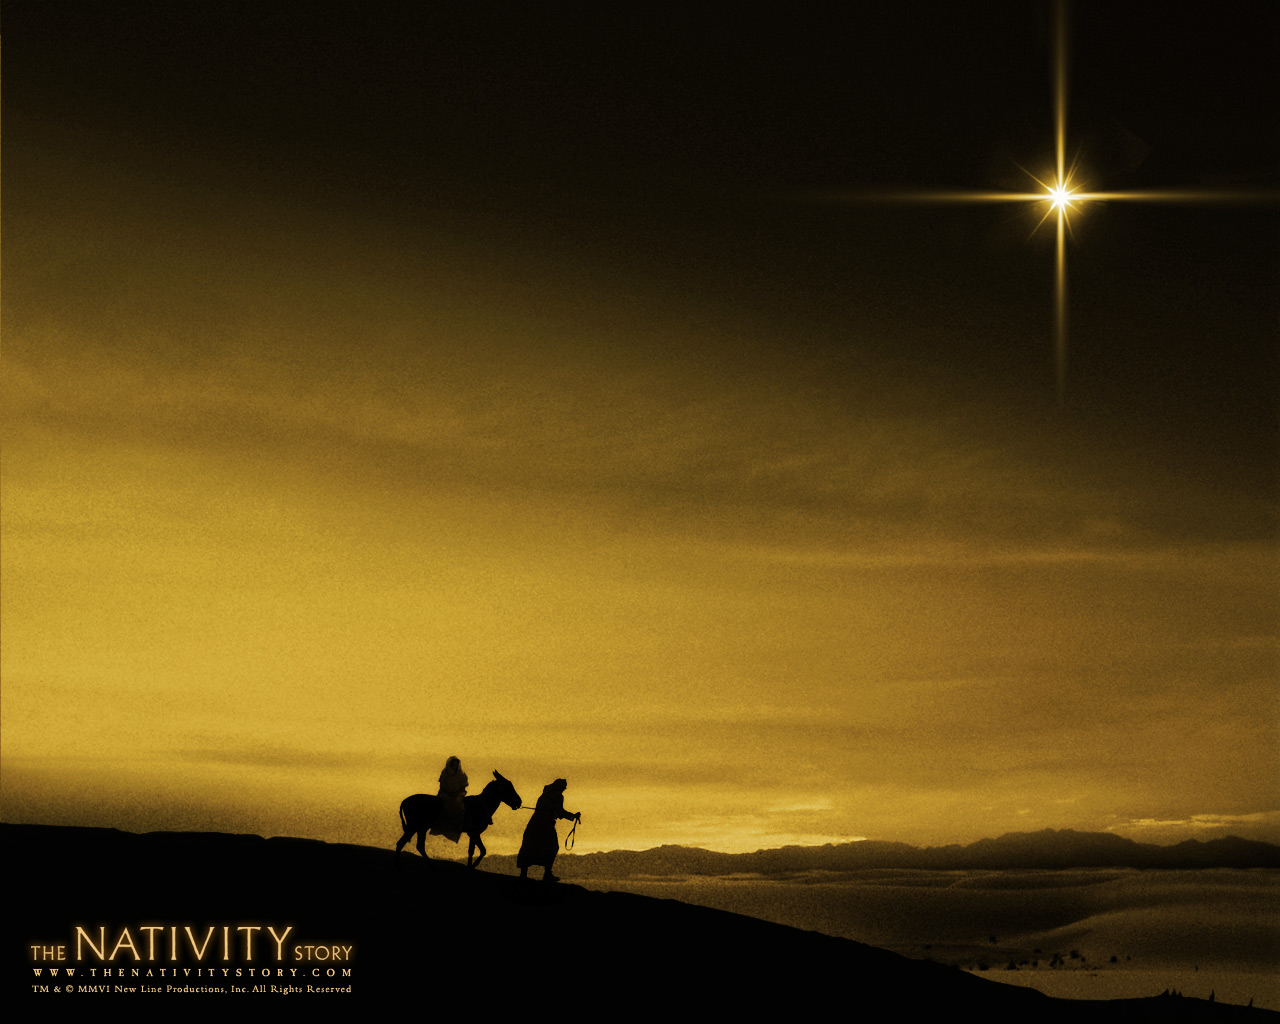 THE NATIVITY STORY
WWW.THENATIVITYSTORY.COM
TM & © MMVI New Line Productions, Inc. All Rights Reserved